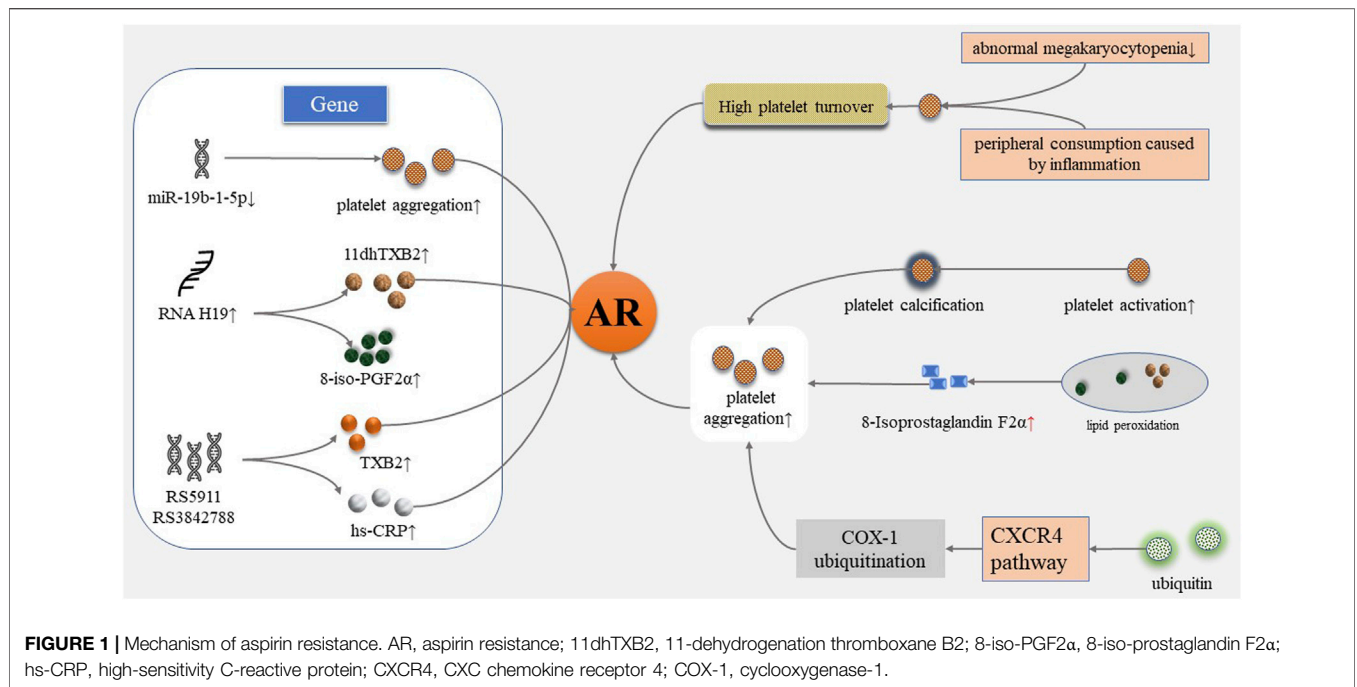 Gene
miR-19b-1-5p↓
platelet aggregation↑
11dhTXB2↑
RNA H19↑
8-iso-PGF2α↑
TXB2↑
RS5911
RS3842788
hs-CRP↑
AR
High platelet turnover
abnormal megakaryocytopenia↓
peripheral consumption caused
by inflammation
platelet calcification
platelet activation↑
platelet
aggregation↑
8-Isoprostaglandin F2α↑
lipid peroxidation
COX-1
ubiquitination
CXCR4
pathway
ubiquitin
FIGURE 1 | Mechanism of aspirin resistance. AR, aspirin resistance; 11dhTXB2, 11-dehydrogenation thromboxane B2; 8-iso-PGF2α, 8-iso-prostaglandin F2α;
hs-CRP, high-sensitivity C-reactive protein; CXCR4, CXC chemokine receptor 4; COX-1, cyclooxygenase-1.